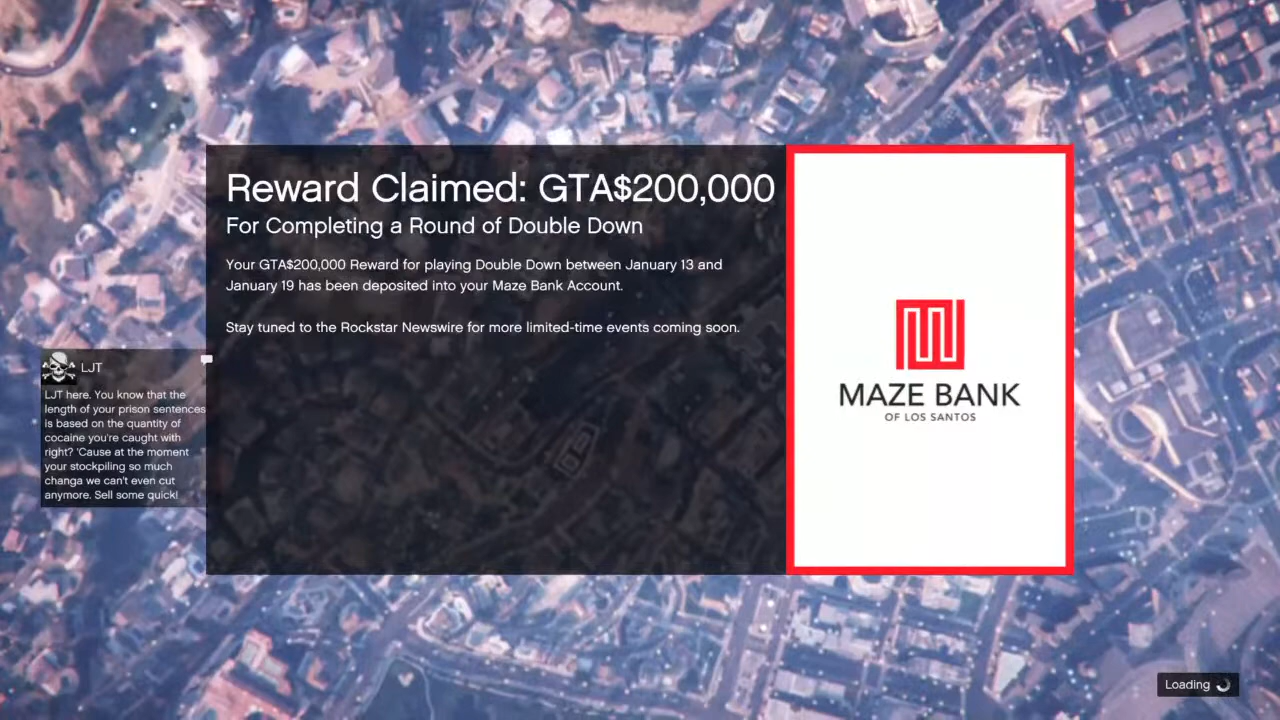 Reward Claimed: GTA$200,000
For Completing a Round of Double Down
Your GTA$200,000 Reward for playing Double Down between January 13 and
January 19 has been deposited into your Maze Bank Account.
Stay tuned to the Rockstar Newswire for more limited-time events coming soon.
LJT
LJT here. You know that the
length of your prison sentences
is based on the quantity of
cocaine you're caught with
right? 'Cause at the moment
your stockpiling so much
changa we can't even cut
anymore. Sell some quick!
MAZE BANK
OF LOS SANTOS
Loading